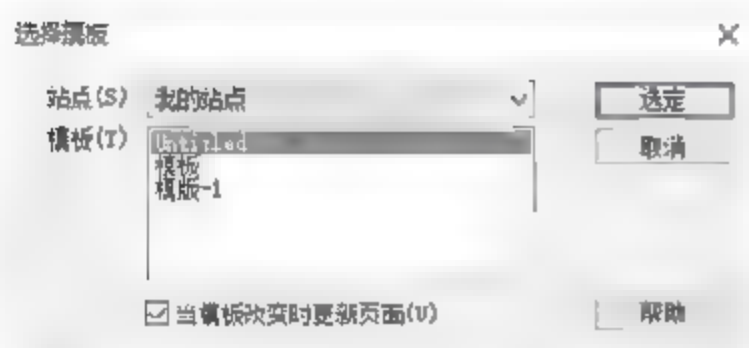 选择模板
站点(S) 我的站点 选定
模板(T) Untitled 取消
模板
模版-1
当模板改变时更新页面(U) 帮助